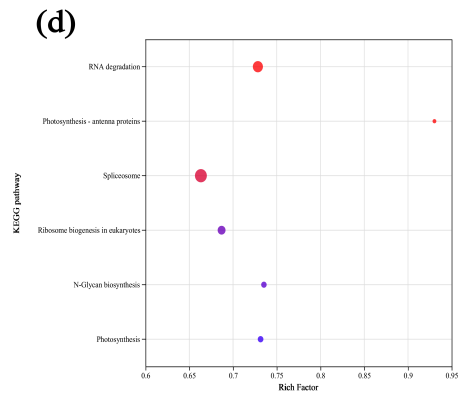 (d)
RNA degradation
Photosynthesis - antenna proteins
Spliceosome
Ribosome biogenesis in eukaryotes
N-Glycan biosynthesis
Photosynthesis
KEGG pathway
0.6 0.65 0.7 0.75 0.8 0.85 0.9 0.95
Rich Factor